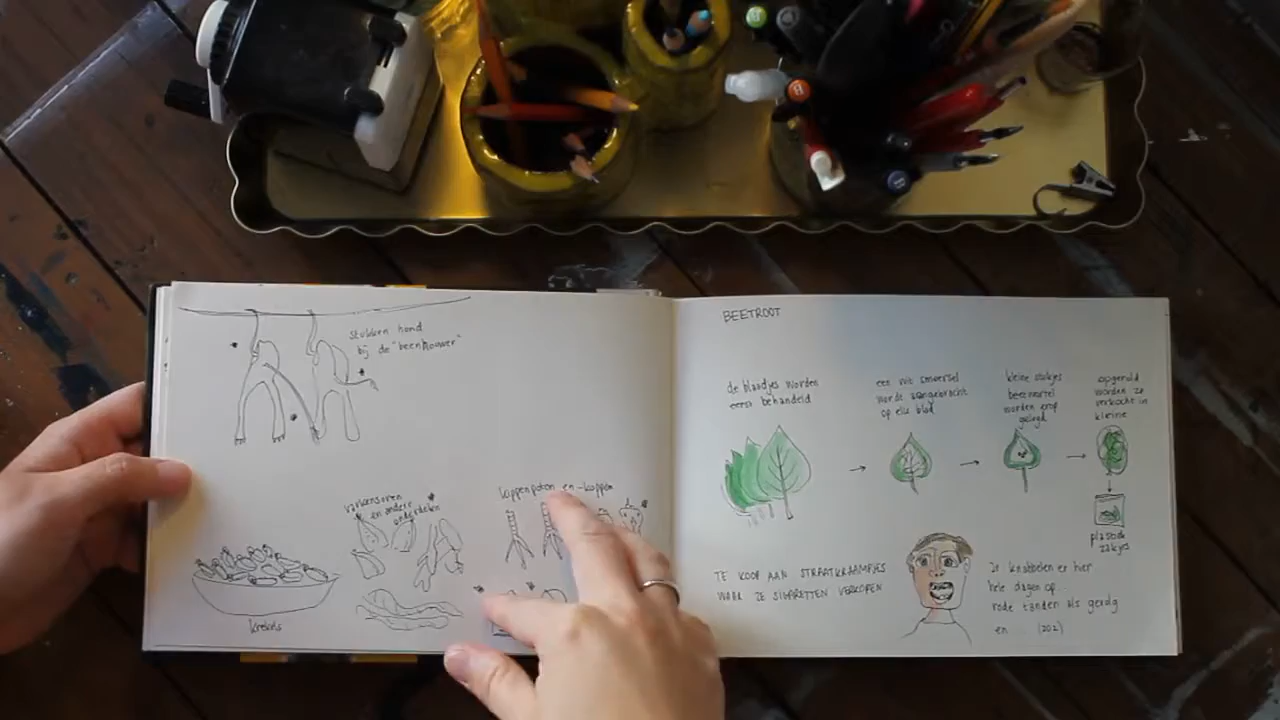 stukken hond
bij de "beenhouwer"
varkensoren
en andere
onderdelen
kippenpoten en -koppen
krekels
BEETROOT
de blaadjes worden
eerst behandeld
een wit smeersel
wordt aangebracht
op elk blad
kleine stukjes
beetwortel
worden erop
gelegd
opgerold
worden ze
verkocht in
kleine
plastiek
zakjes
TE KOOP AAN STRAATKRAAMPJES
WAAR ZE SIGARETTEN VERKOPEN
Ze knabbelen er hier
hele dagen op..
rode tanden als gevolg
en